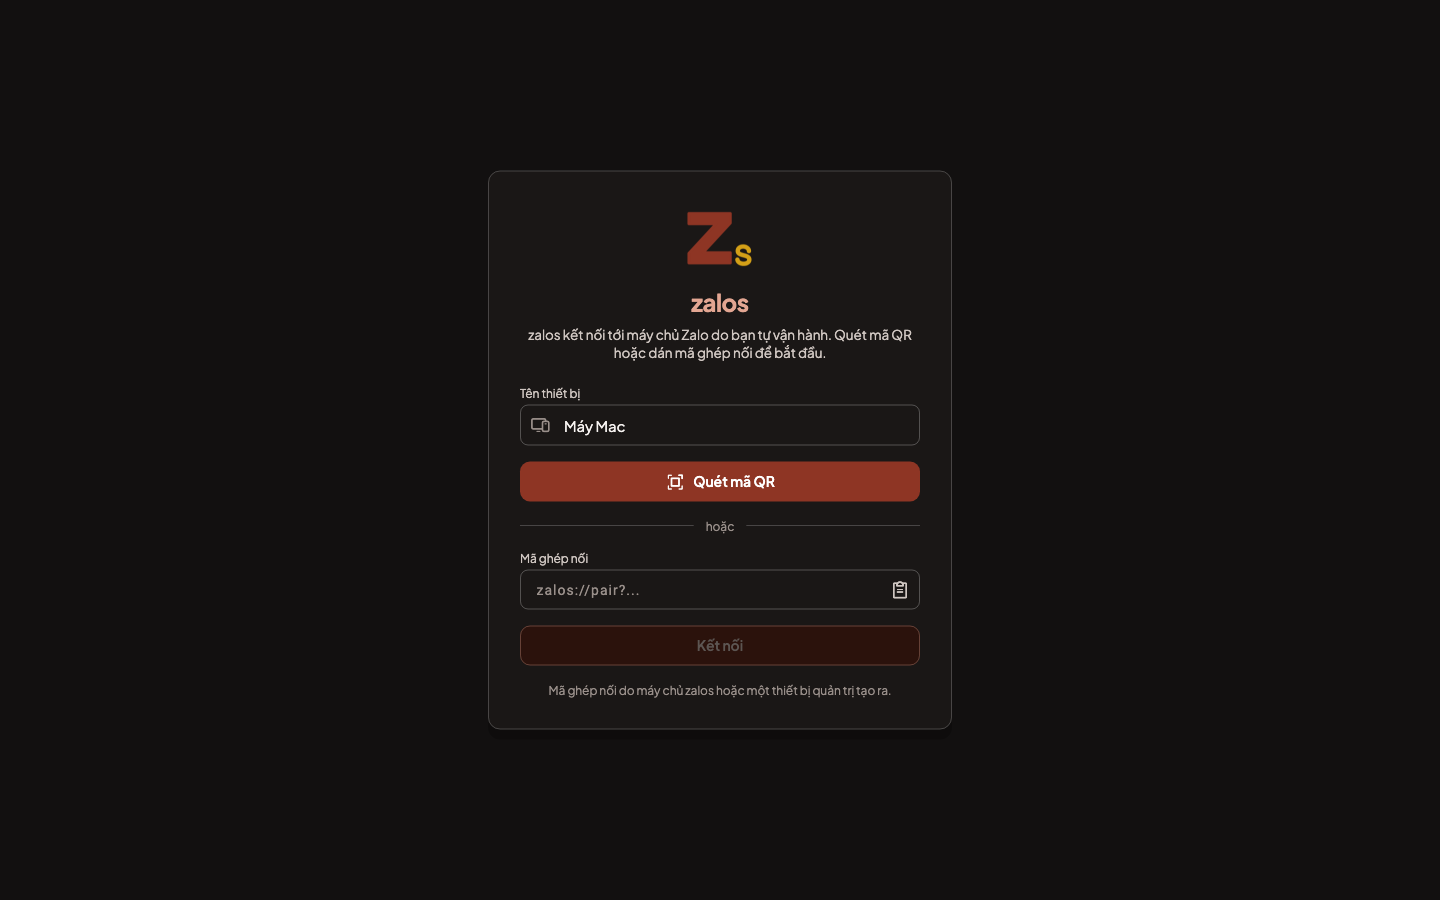 Zs
zalos
zalos kết nối tới máy chủ Zalo do bạn tự vận hành. Quét mã QR
hoặc dán mã ghép nối để bắt đầu.
Tên thiết bị
Máy Mac
Quét mã QR
hoặc
Mã ghép nối
zalos://pair?...
Kết nối
Mã ghép nối do máy chủ zalos hoặc một thiết bị quản trị tạo ra.